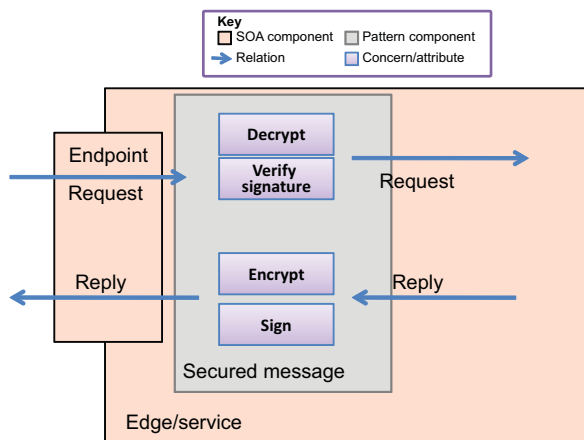 Key
SOA component
Pattern component
Relation
Concern/attribute
Decrypt
Endpoint
Verify
signature
Request
Request
Encrypt
Reply
Reply
Sign
Secured message
Edge/service